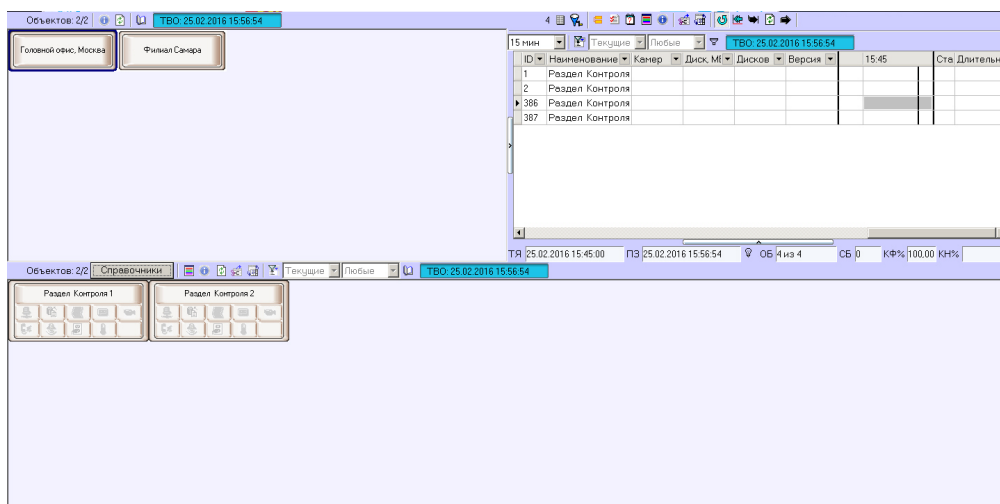 Объектов: 2/2 ТВО: 25.02.2016 15:56:54
4
Головной офис, Москва Филиал Самара
15 мин Текущие Любые ТВО: 25.02.2016 15:56:54
ID Наименование Камер Диск, МБ Дисков Версия 15:45 Ста Длительн
1 Раздел Контроля
2 Раздел Контроля
386 Раздел Контроля
387 Раздел Контроля
ТЯ 25.02.2016 15:45:00 ПЗ 25.02.2016 15:56:54 ОБ 4 из 4 СБ 0 КФ% 100,00 КН%
Объектов: 2/2 Справочники Текущие Любые ТВО: 25.02.2016 15:56:54
Раздел Контроля 1 Раздел Контроля 2